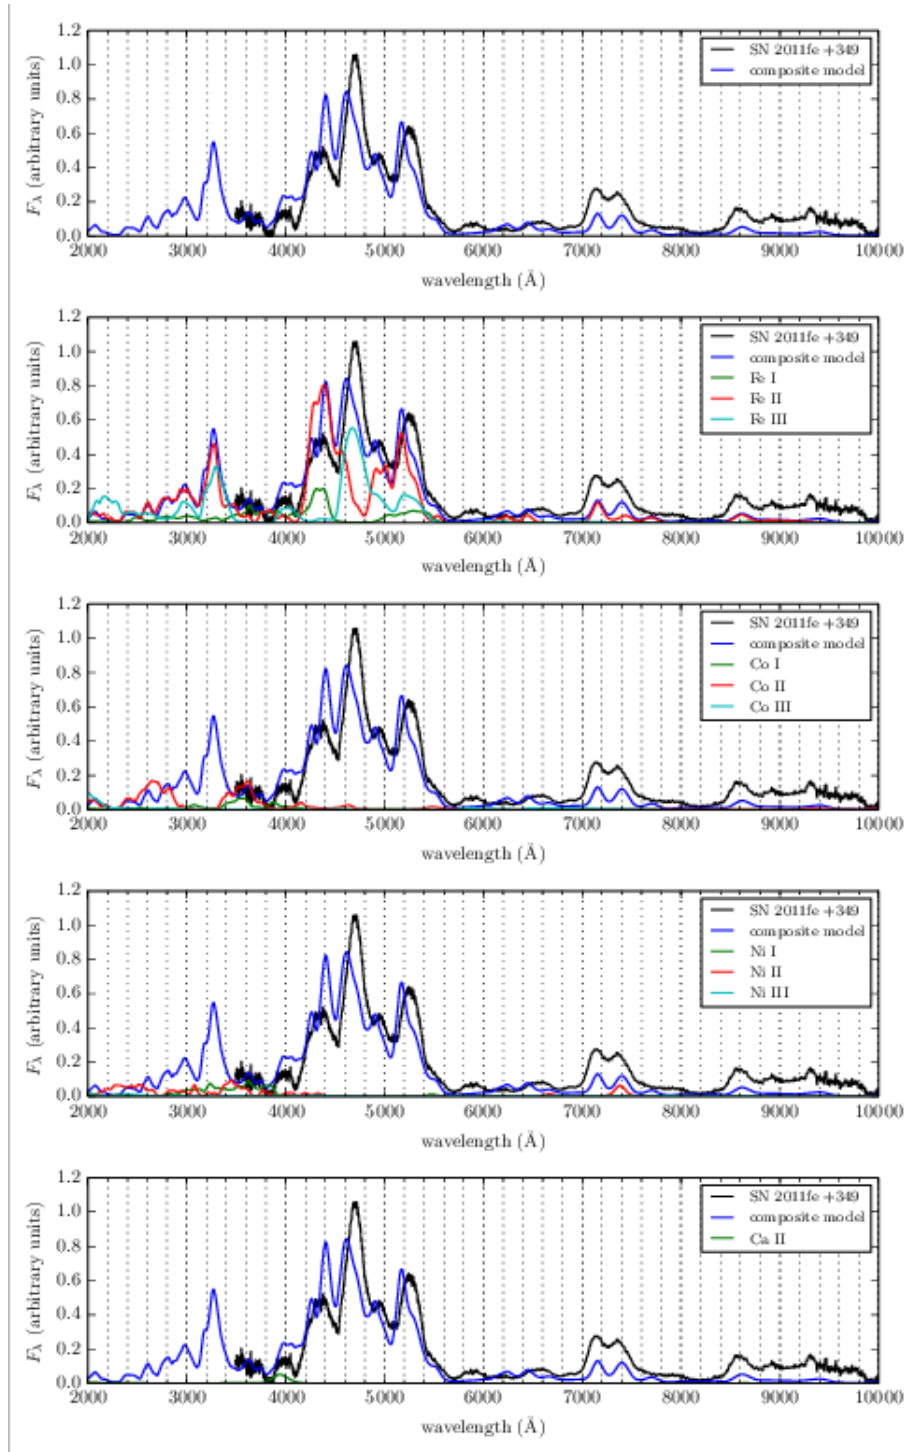 1.2
1.0
0.8
0.6
0.4
0.2
0.0
Fλ (arbitrary units)
SN 2011fe +349
composite model
2000 3000 4000 5000 6000 7000 8000 9000 10000
wavelength (Å)
1.2
1.0
0.8
0.6
0.4
0.2
0.0
Fλ (arbitrary units)
SN 2011fe +349
composite model
Fe I
Fe II
Fe III
2000 3000 4000 5000 6000 7000 8000 9000 10000
wavelength (Å)
1.2
1.0
0.8
0.6
0.4
0.2
0.0
Fλ (arbitrary units)
SN 2011fe +349
composite model
Co I
Co II
Co III
2000 3000 4000 5000 6000 7000 8000 9000 10000
wavelength (Å)
1.2
1.0
0.8
0.6
0.4
0.2
0.0
Fλ (arbitrary units)
SN 2011fe +349
composite model
Ni I
Ni II
Ni III
2000 3000 4000 5000 6000 7000 8000 9000 10000
wavelength (Å)
1.2
1.0
0.8
0.6
0.4
0.2
0.0
Fλ (arbitrary units)
SN 2011fe +349
composite model
Ca II
2000 3000 4000 5000 6000 7000 8000 9000 10000
wavelength (Å)